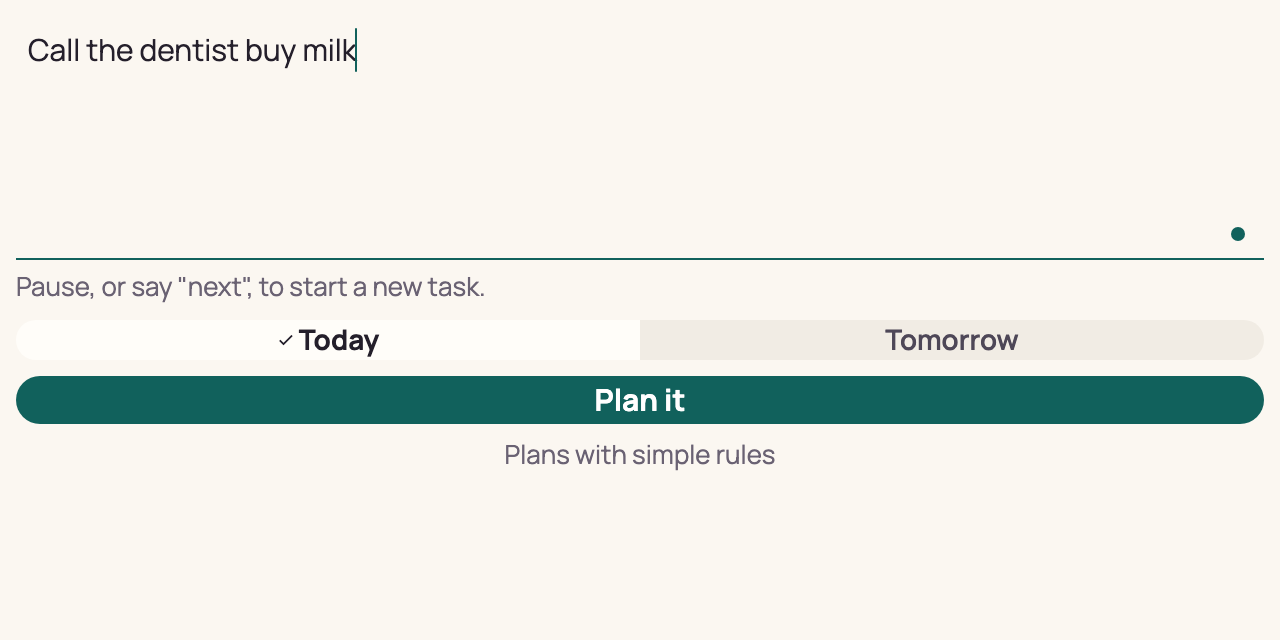 Call the dentist buy milk
Pause, or say "next", to start a new task.
Today
Tomorrow
Plan it
Plans with simple rules